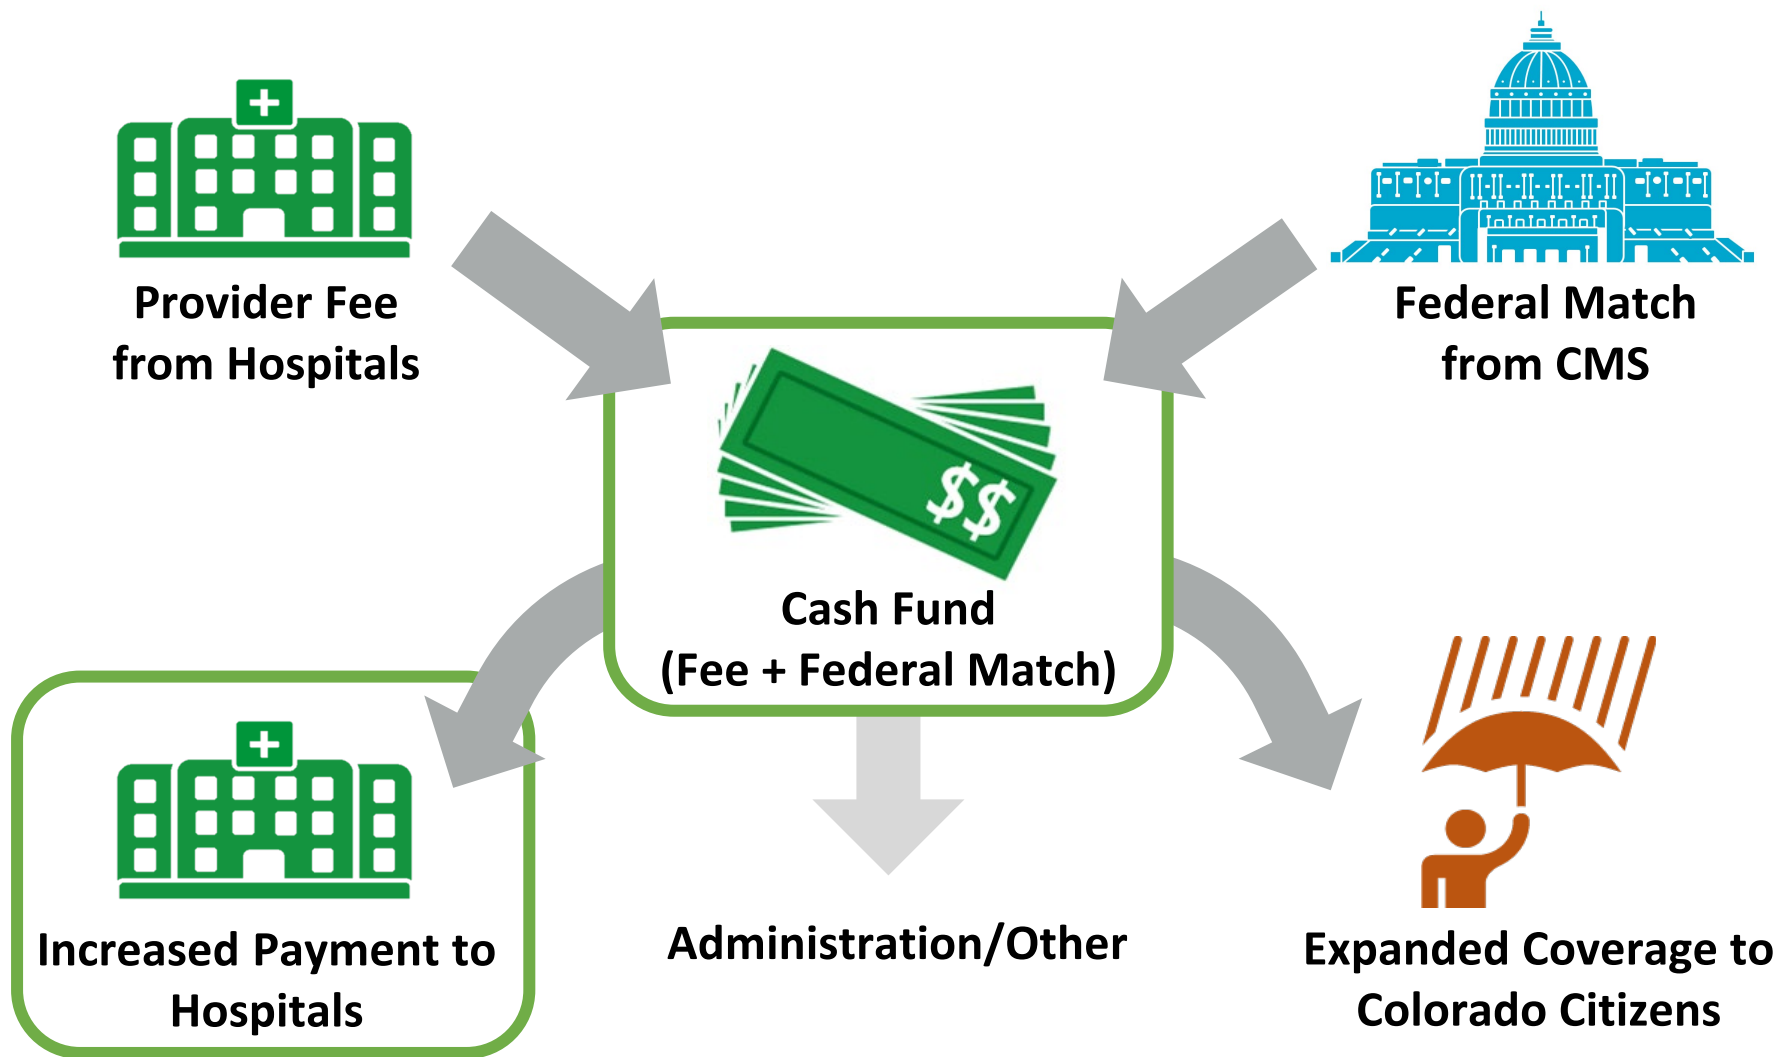 Provider Fee
from Hospitals
Federal Match
from CMS
$$
Cash Fund
(Fee + Federal Match)
Increased Payment to
Hospitals
Administration/Other
Expanded Coverage to
Colorado Citizens